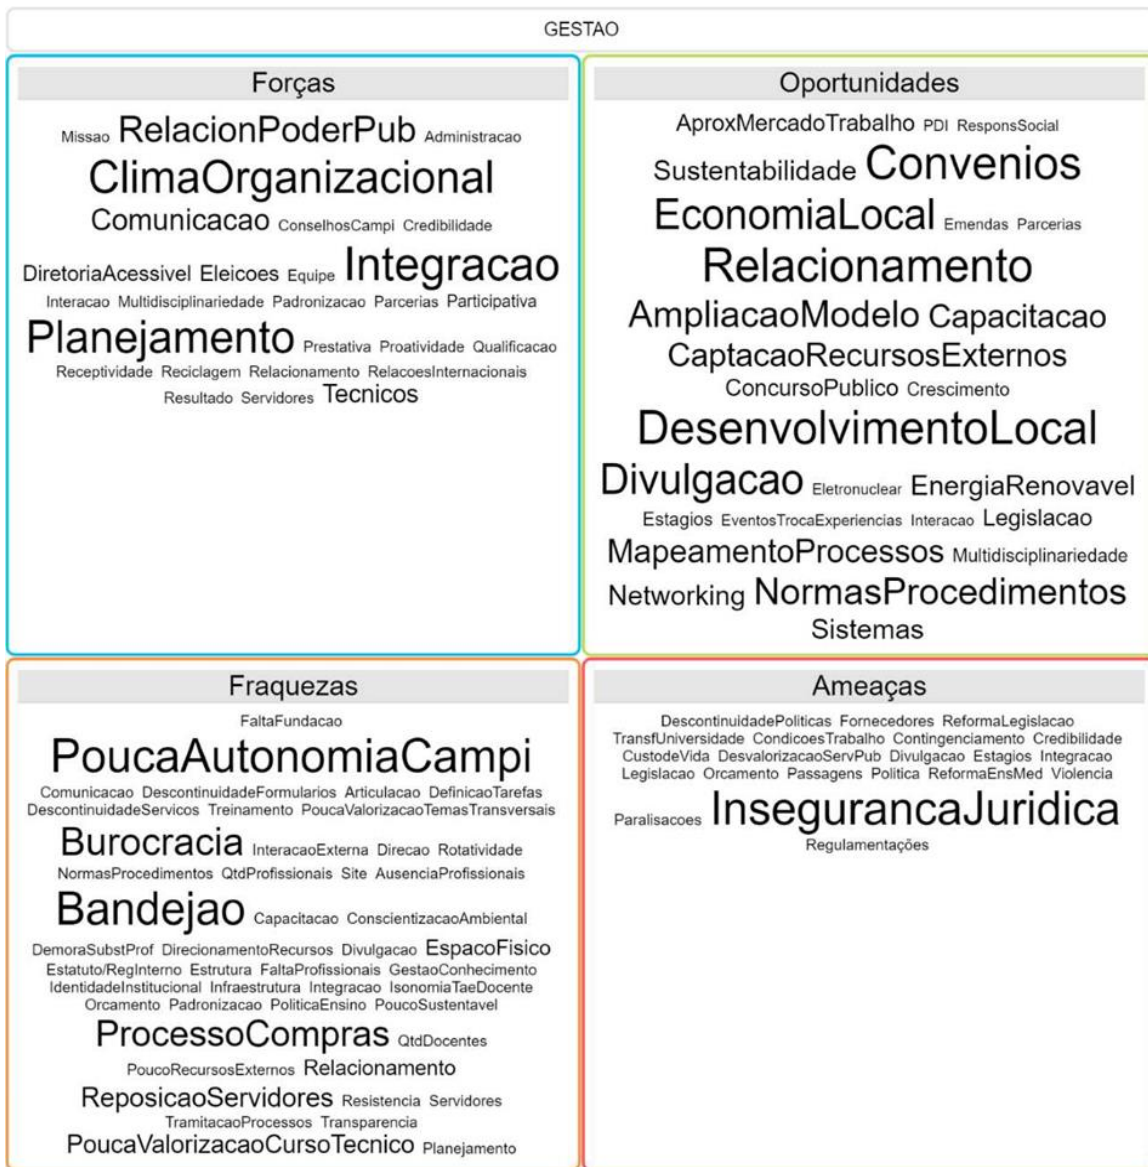 GESTAO
Forças
Missao RelacionPoderPub Administracao
ClimaOrganizacional
Comunicacao ConselhosCampi Credibilidade
DiretoriaAcessivel Eleicoes Equipe Integracao
Interacao Multidisciplinariedade Padronizacao Parcerias Participativa
Planejamento Prestativa Proatividade Qualificacao
Receptividade Reciclagem Relacionamento RelacoesInternacionais
Resultado Servidores Tecnicos
Oportunidades
AproxMercadoTrabalho PDI ResponsSocial
Sustentabilidade Convenios
EconomiaLocal Emendas Parcerias
Relacionamento
AmpliacaoModelo Capacitacao
CaptacaoRecursosExternos
ConcursoPublico Crescimento
DesenvolvimentoLocal
Divulgacao Eletronuclear EnergiaRenovavel
Estagios EventosTrocaExperiencias Interacao Legislacao
MapeamentoProcessos Multidisciplinariedade
Networking NormasProcedimentos
Sistemas
Fraquezas
FaltaFundacao
PoucaAutonomiaCampi
Comunicacao DescontinuidadeFormularios Articulacao DefinicaoTarefas
DescontinuidadeServicos Treinamento PoucaValorizacaoTemasTransversais
Burocracia InteracaoExterna Direcao Rotatividade
NormasProcedimentos QtdProfissionais Site AusenciaProfissionais
Bandejao Capacitacao ConscientizacaoAmbiental
DemoraSubstProf DirecionamentoRecursos Divulgacao EspacoFisico
Estatuto/RegInterno Estrutura FaltaProfissionais GestaoConhecimento
IdentidadeInstitucional Infraestrutura Integracao IsonomiaTaeDocente
Orcamento Padronizacao PoliticaEnsino PoucoSustentavel
ProcessoCompras QtdDocentes
PoucoRecursosExternos Relacionamento
ReposicaoServidores Resistencia Servidores
TramitacaoProcessos Transparencia
PoucaValorizacaoCursoTecnico Planejamento
Ameaças
DescontinuidadePoliticas Fornecedores ReformaLegislacao
TransfUniversidade CondicoesTrabalho Contingenciamento Credibilidade
CustodeVida DesvalorizacaoServPub Divulgacao Estagios Integracao
Legislacao Orcamento Passagens Politica ReformaEnsMed Violencia
Paralisacoes InsegurancaJuridica
Regulamentações